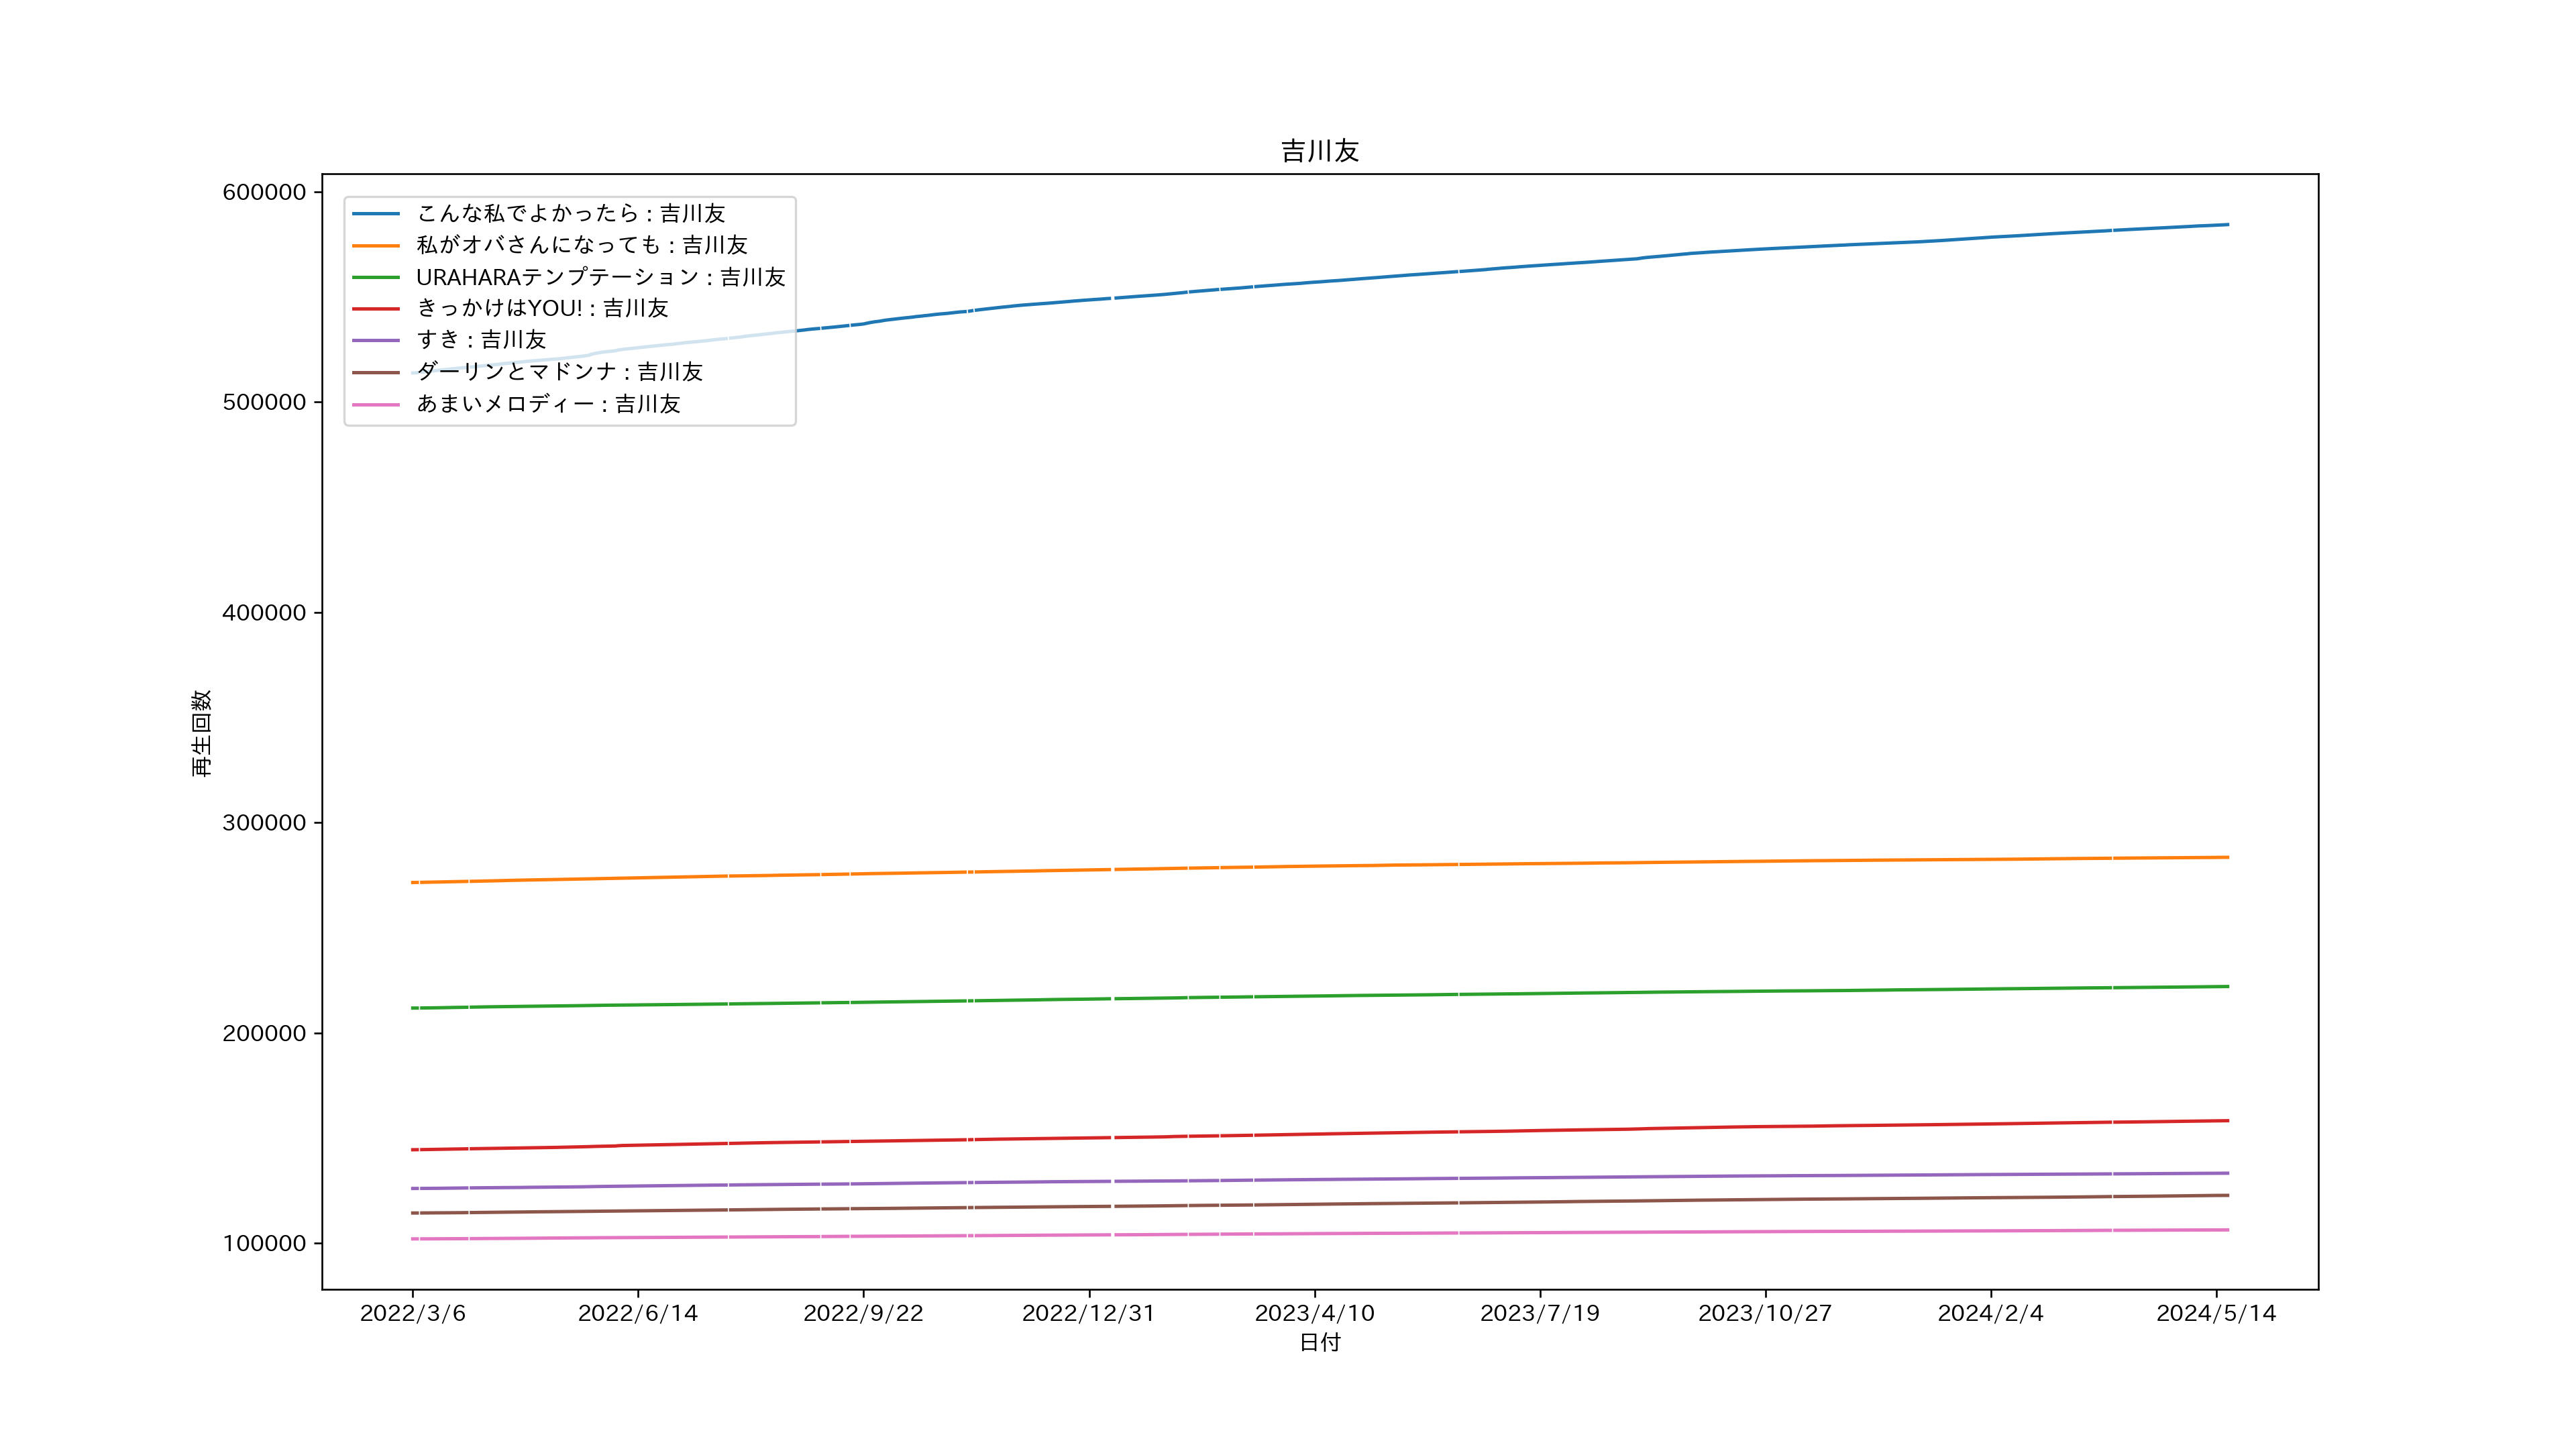 吉川友
600000
500000
400000
300000
200000
100000
再生回数
こんな私でよかったら : 吉川友
私がオバさんになっても : 吉川友
URAHARAテンプテーション : 吉川友
きっかけはYOU! : 吉川友
すき : 吉川友
ダーリンとマドンナ : 吉川友
あまいメロディー : 吉川友
2022/3/6 2022/6/14 2022/9/22 2022/12/31 2023/4/10 2023/7/19 2023/10/27 2024/2/4 2024/5/14
日付